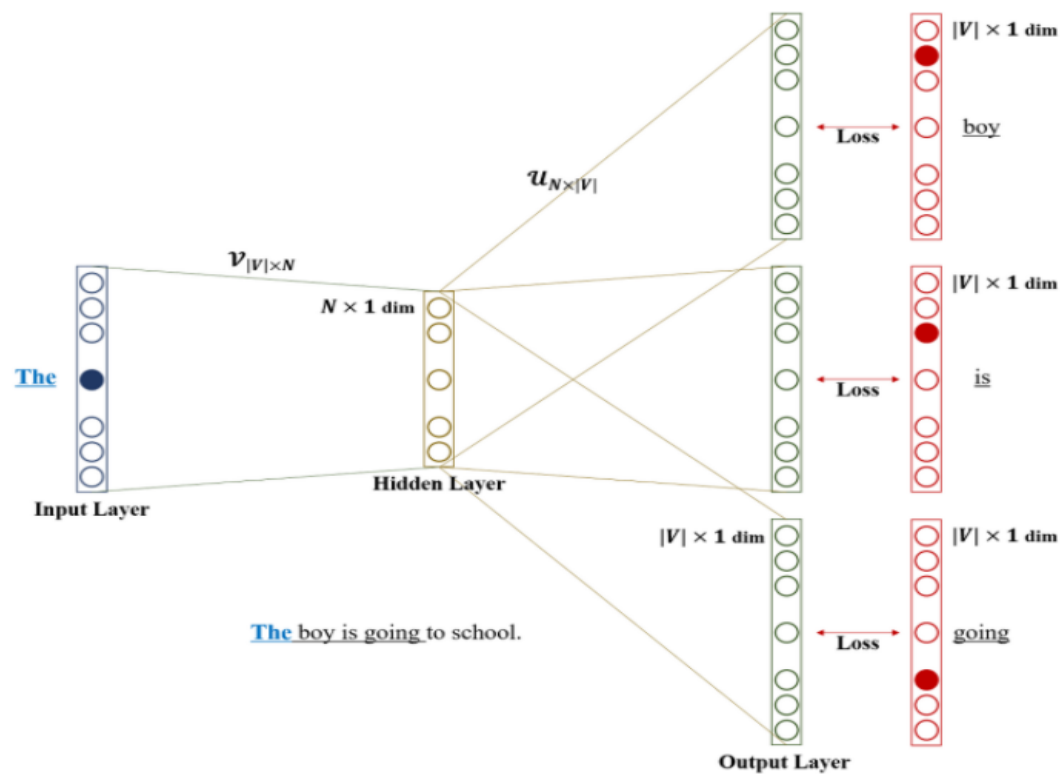 |V| × 1 dim
Loss
boy
𝒰N×|V|
𝒱|V|×N
N × 1 dim
|V| × 1 dim
The
Loss
is
Hidden Layer
Input Layer
|V| × 1 dim
|V| × 1 dim
The boy is going to school.
Loss
going
Output Layer